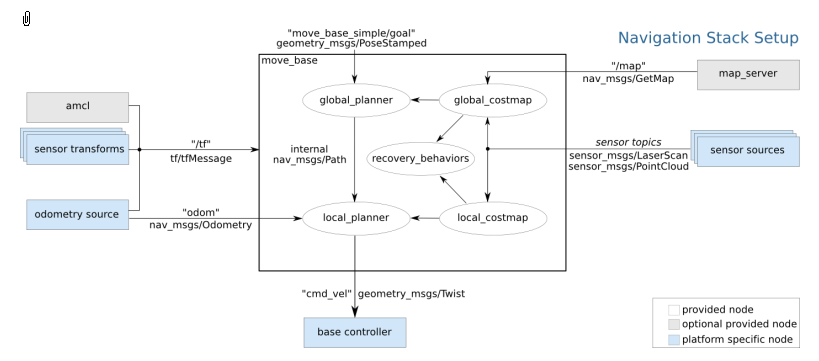 "move_base_simple/goal"
geometry_msgs/PoseStamped
Navigation Stack Setup
move_base
"/map"
nav_msgs/GetMap
map_server
amcl
global_planner
global_costmap
sensor transforms
"/tf"
tf/tfMessage
internal
nav_msgs/Path
recovery_behaviors
sensor topics
sensor_msgs/LaserScan
sensor_msgs/PointCloud
sensor sources
odometry source
"odom"
nav_msgs/Odometry
local_planner
local_costmap
"cmd_vel" geometry_msgs/Twist
base controller
provided node
optional provided node
platform specific node